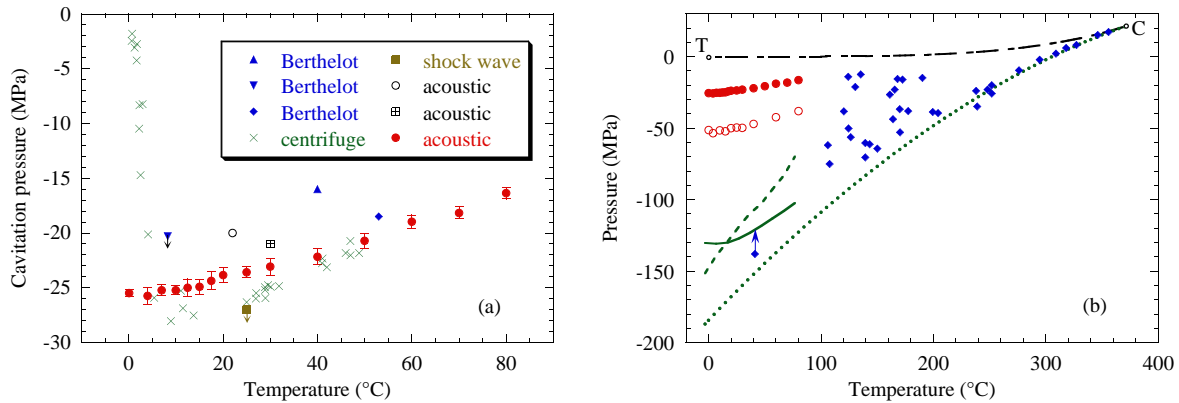 0
-5
-10
-15
-20
-25
-30
Cavitation pressure (MPa)
Berthelot shock wave
Berthelot acoustic
Berthelot acoustic
centrifuge acoustic
(a)
0 20 40 60 80
Temperature (°C)
0
-50
-100
-150
-200
Pressure (MPa)
T
C
(b)
0 100 200 300 400
Temperature (°C)